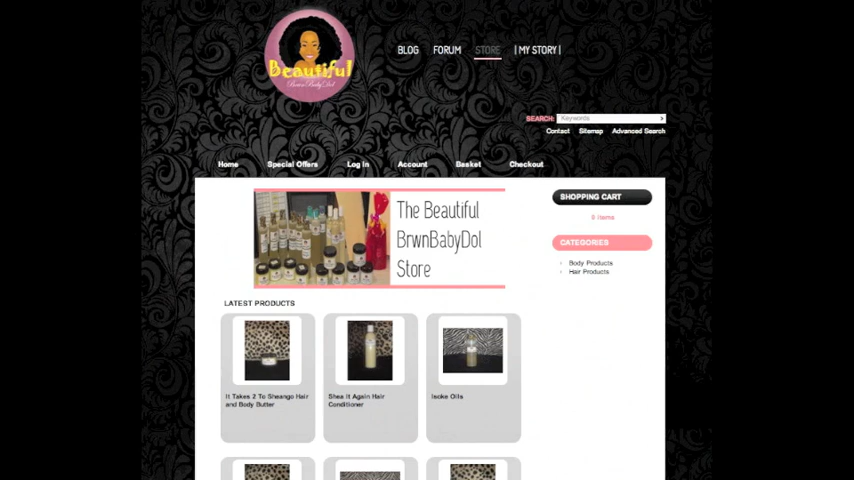 Beautiful
BrwnBabyDol
BLOG FORUM STORE | MY STORY |
SEARCH: Keywords
Contact Sitemap Advanced Search
Home Special Offers Log In Account Basket Checkout
The Beautiful
BrwnBabyDol
Store
SHOPPING CART
0 items
CATEGORIES
Body Products
Hair Products
LATEST PRODUCTS
It Takes 2 To Sheango Hair
and Body Butter
Shea It Again Hair
Conditioner
Isoke Oils